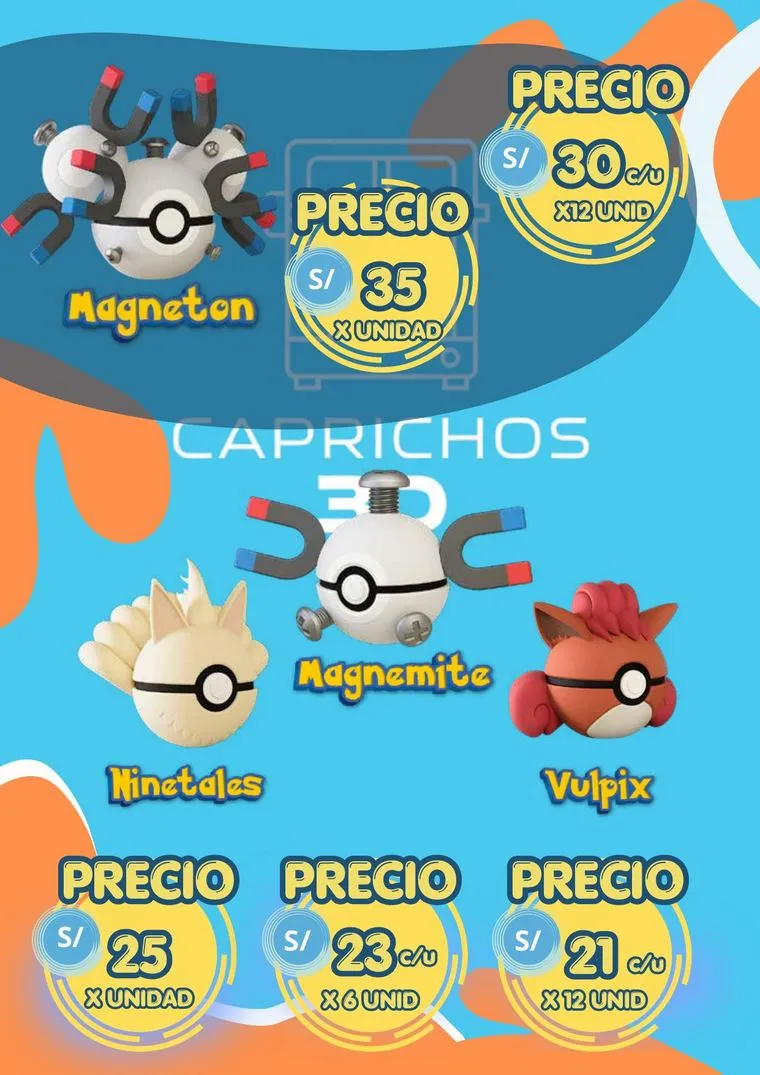 PRECIO
S/ 30 c/u
X12 UNID
PRECIO
S/ 35
X UNIDAD
Magneton
CAPRICHOS
3D
Magnemite
Ninetales
Vulpix
PRECIO
S/ 25
X UNIDAD
PRECIO
S/ 23 c/u
X 6 UNID
PRECIO
S/ 21 c/u
X 12 UNID